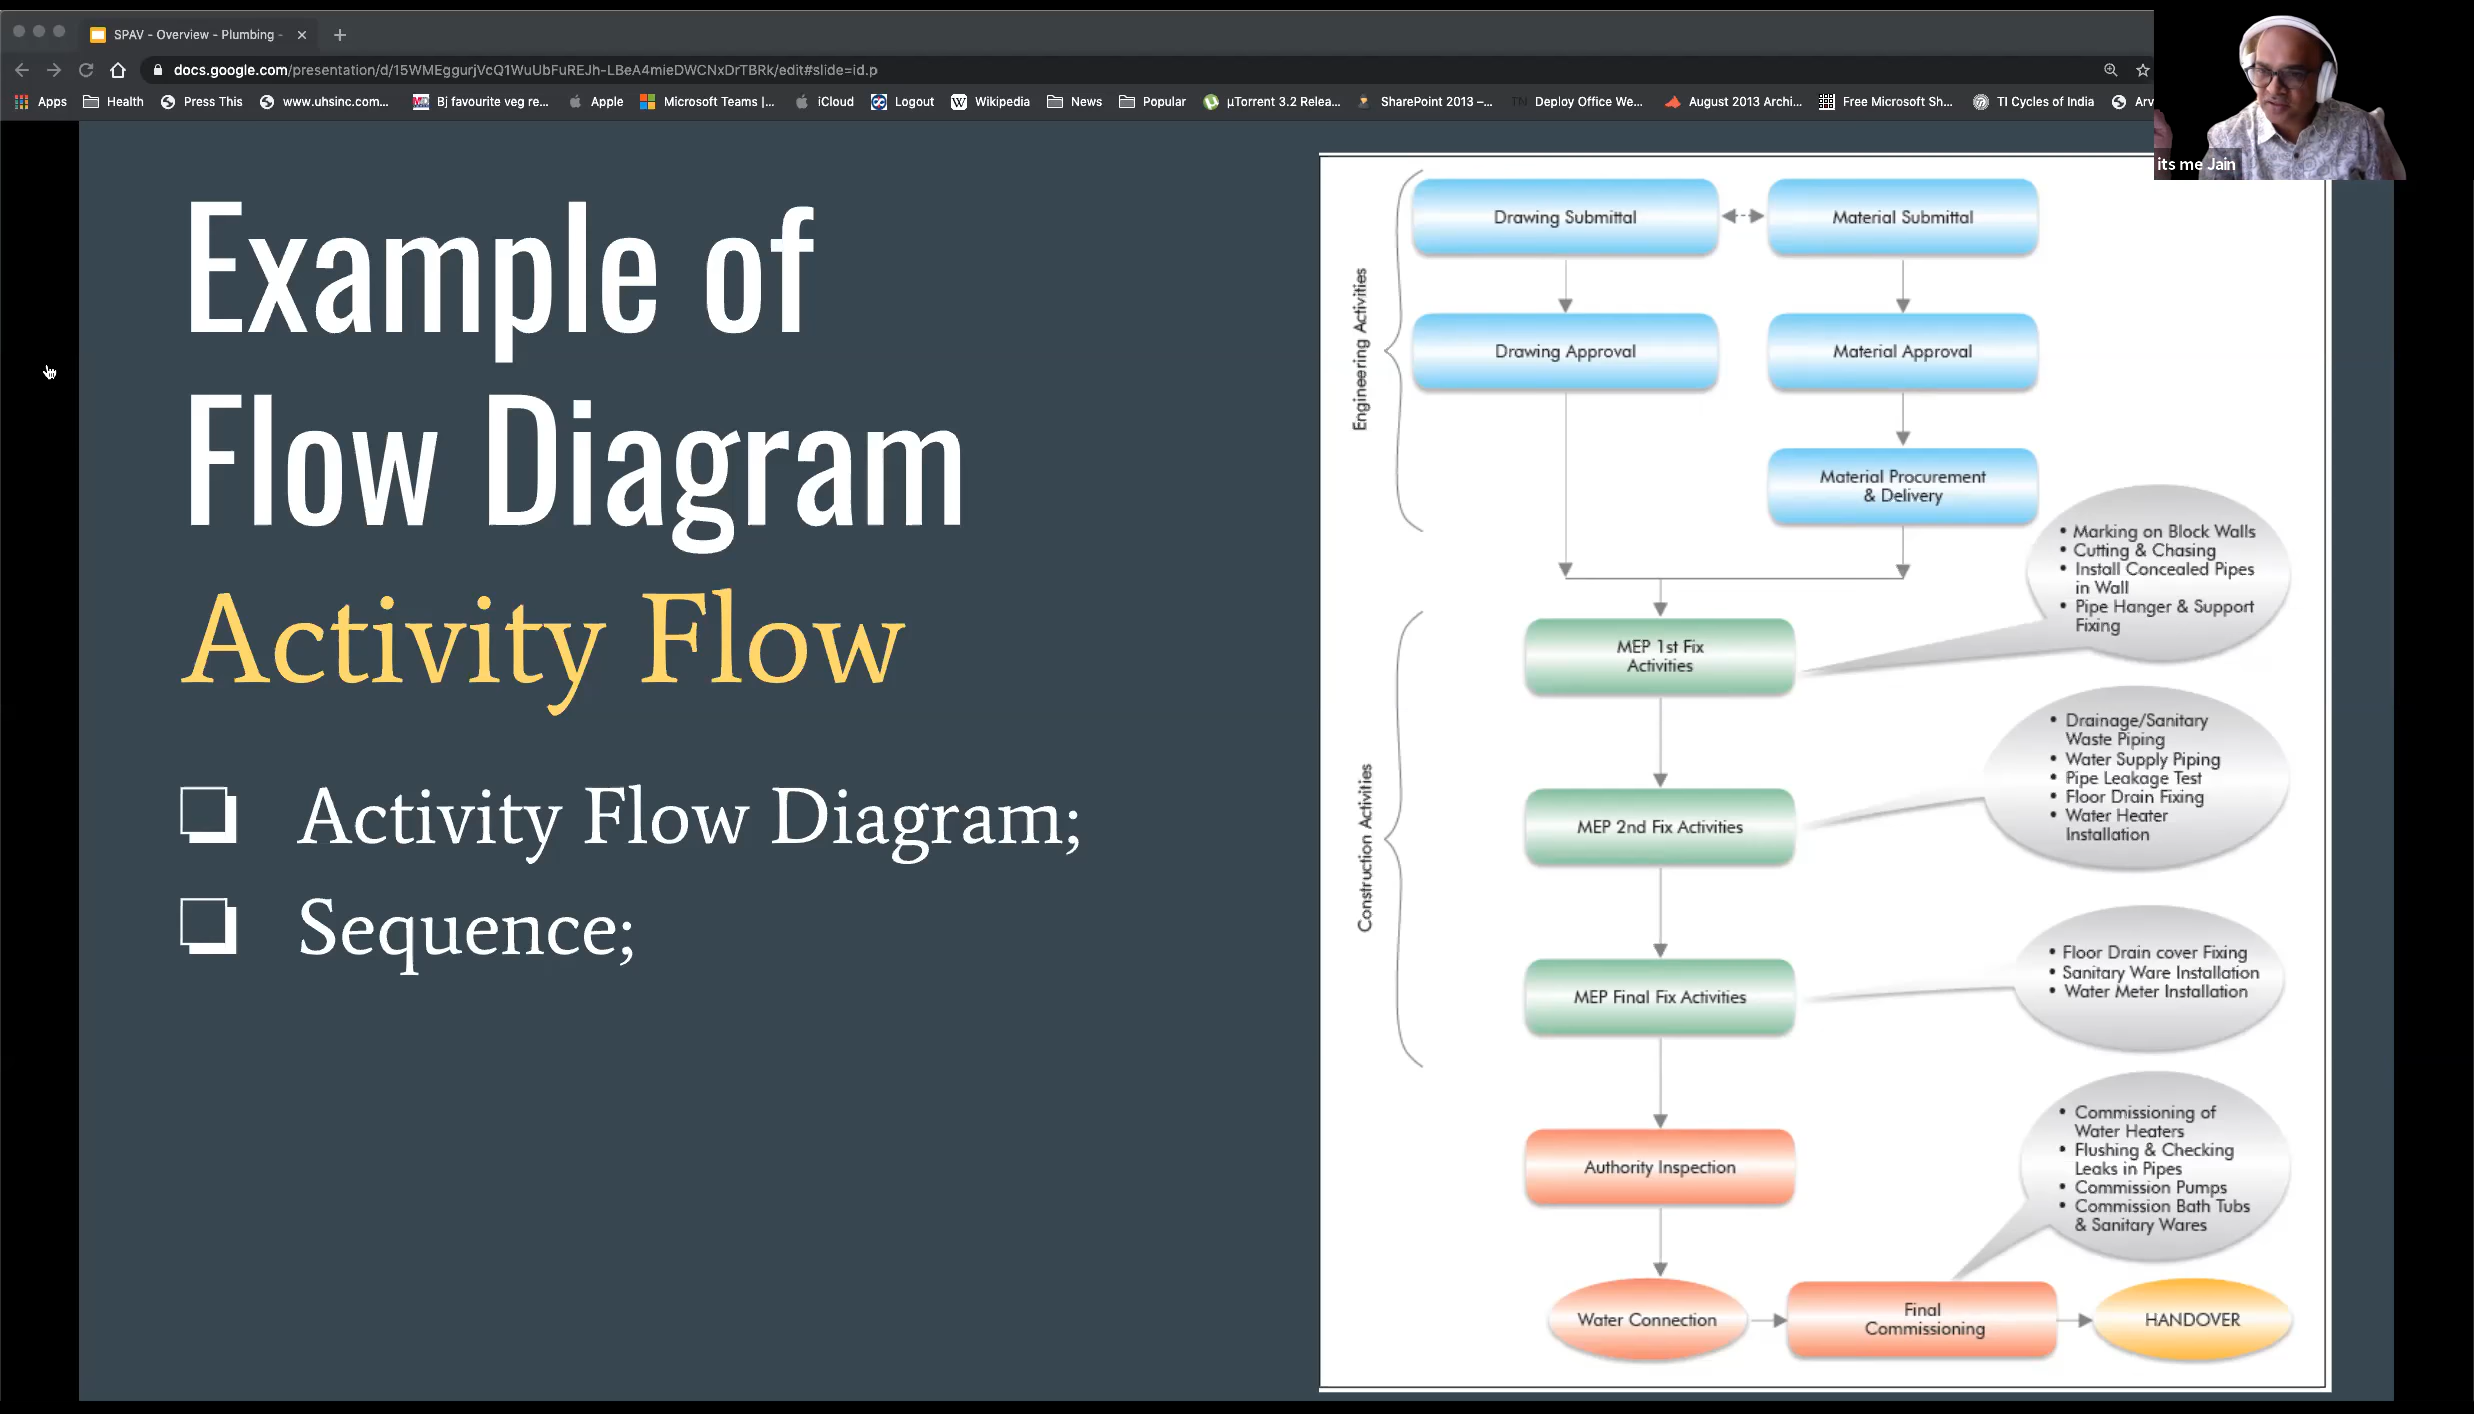 SPAV - Overview - Plumbing -
docs.google.com/presentation/d/15WMEggurjVcQ1WuUbFuREJh-LBeA4mieDWCNxDrTBRk/edit#slide=id.p
Apps
Health
Press This
www.uhsinc.com...
Bj favourite veg re...
Apple
Microsoft Teams |...
iCloud
Logout
Wikipedia
News
Popular
µTorrent 3.2 Relea...
SharePoint 2013 –...
Deploy Office We...
August 2013 Archi...
Free Microsoft Sh...
TI Cycles of India
Arv
its me Jain
Example of
Flow Diagram
Activity Flow
Activity Flow Diagram;
Sequence;
Engineering Activities
Drawing Submittal
Material Submittal
Drawing Approval
Material Approval
Material Procurement
& Delivery
• Marking on Block Walls
• Cutting & Chasing
• Install Concealed Pipes
in Wall
• Pipe Hanger & Support
Fixing
Construction Activities
MEP 1st Fix
Activities
• Drainage/Sanitary
Waste Piping
• Water Supply Piping
• Pipe Leakage Test
• Floor Drain Fixing
• Water Heater
Installation
MEP 2nd Fix Activities
• Floor Drain cover Fixing
• Sanitary Ware Installation
• Water Meter Installation
MEP Final Fix Activities
• Commissioning of
Water Heaters
• Flushing & Checking
Leaks in Pipes
• Commission Pumps
• Commission Bath Tubs
& Sanitary Wares
Authority Inspection
Water Connection
Final
Commissioning
HANDOVER